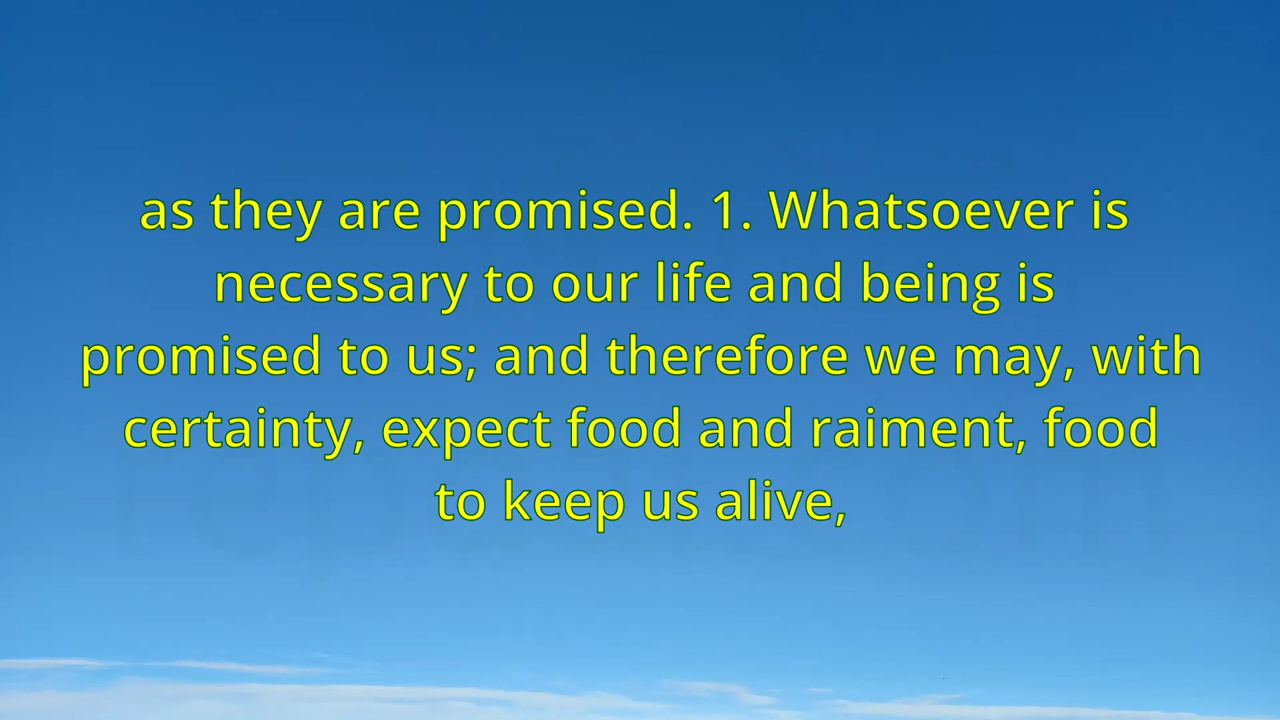 as they are promised. 1. Whatsoever is
necessary to our life and being is
promised to us; and therefore we may, with
certainty, expect food and raiment, food
to keep us alive,